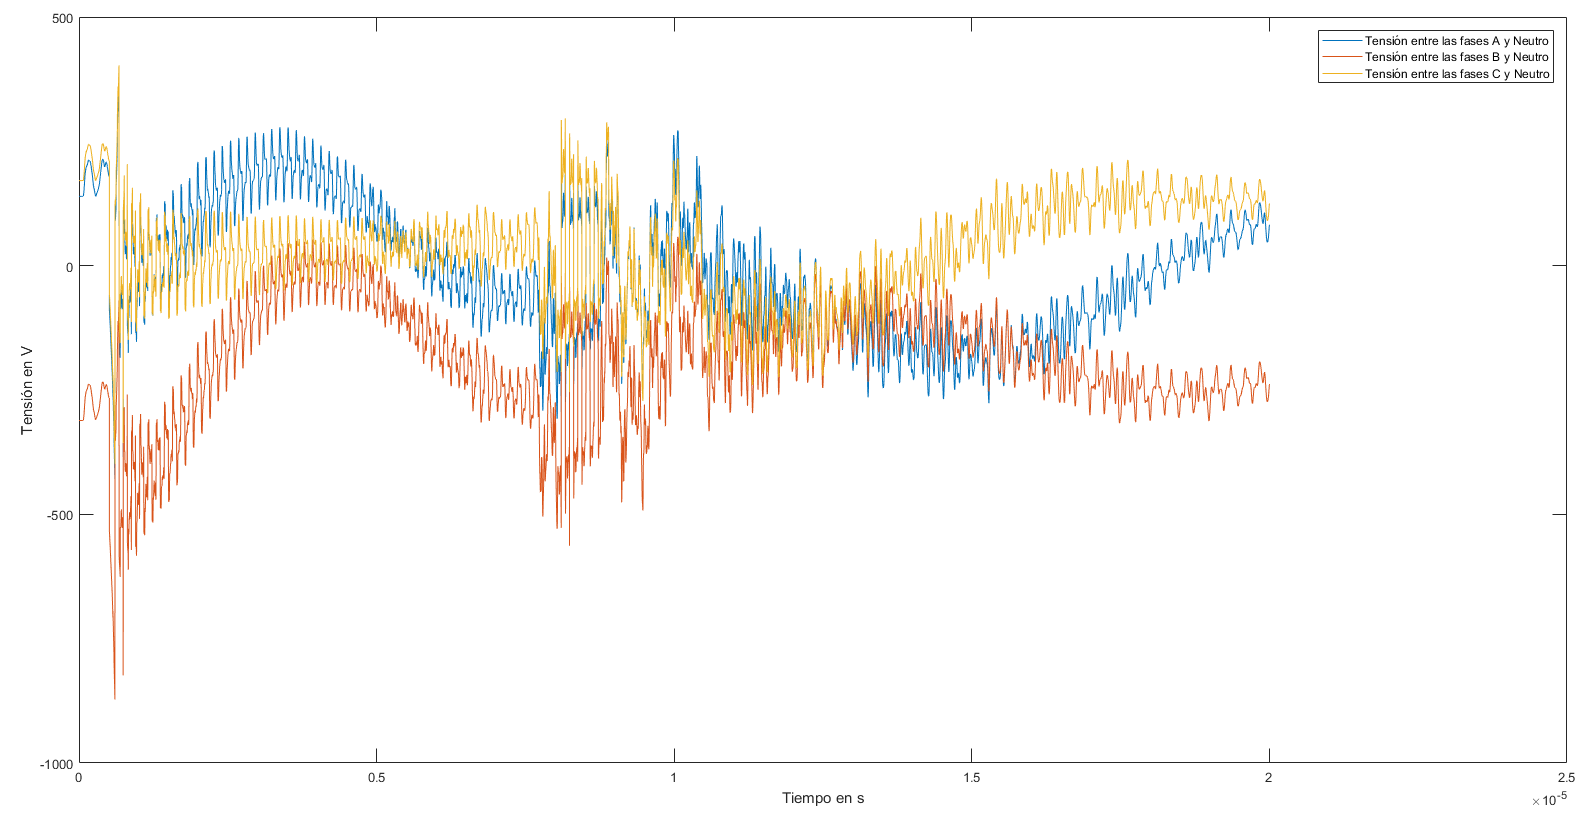 500
Tensión entre las fases A y Neutro
Tensión entre las fases B y Neutro
Tensión entre las fases C y Neutro
0
Tensión en V
-500
-1000
0 0.5 1 1.5 2 2.5
Tiempo en s
×10-5